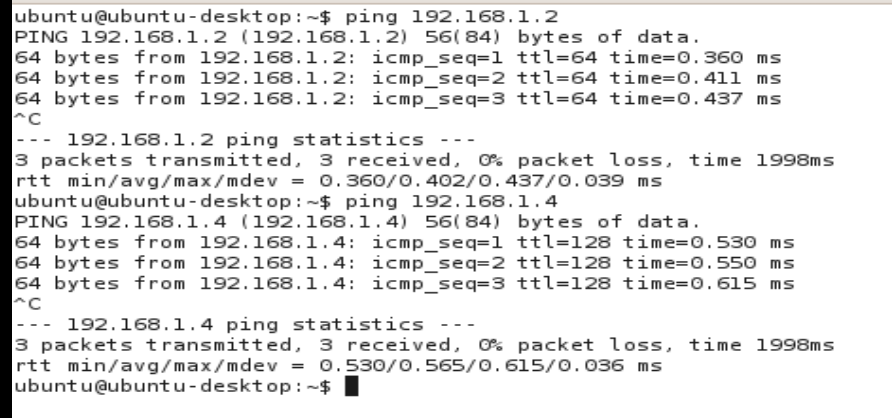 ubuntu@ubuntu-desktop:~$ ping 192.168.1.2
PING 192.168.1.2 (192.168.1.2) 56(84) bytes of data.
64 bytes from 192.168.1.2: icmp_seq=1 ttl=64 time=0.360 ms
64 bytes from 192.168.1.2: icmp_seq=2 ttl=64 time=0.411 ms
64 bytes from 192.168.1.2: icmp_seq=3 ttl=64 time=0.437 ms
^C
--- 192.168.1.2 ping statistics ---
3 packets transmitted, 3 received, 0% packet loss, time 1998ms
rtt min/avg/max/mdev = 0.360/0.402/0.437/0.039 ms
ubuntu@ubuntu-desktop:~$ ping 192.168.1.4
PING 192.168.1.4 (192.168.1.4) 56(84) bytes of data.
64 bytes from 192.168.1.4: icmp_seq=1 ttl=128 time=0.530 ms
64 bytes from 192.168.1.4: icmp_seq=2 ttl=128 time=0.550 ms
64 bytes from 192.168.1.4: icmp_seq=3 ttl=128 time=0.615 ms
^C
--- 192.168.1.4 ping statistics ---
3 packets transmitted, 3 received, 0% packet loss, time 1998ms
rtt min/avg/max/mdev = 0.530/0.565/0.615/0.036 ms
ubuntu@ubuntu-desktop:~$